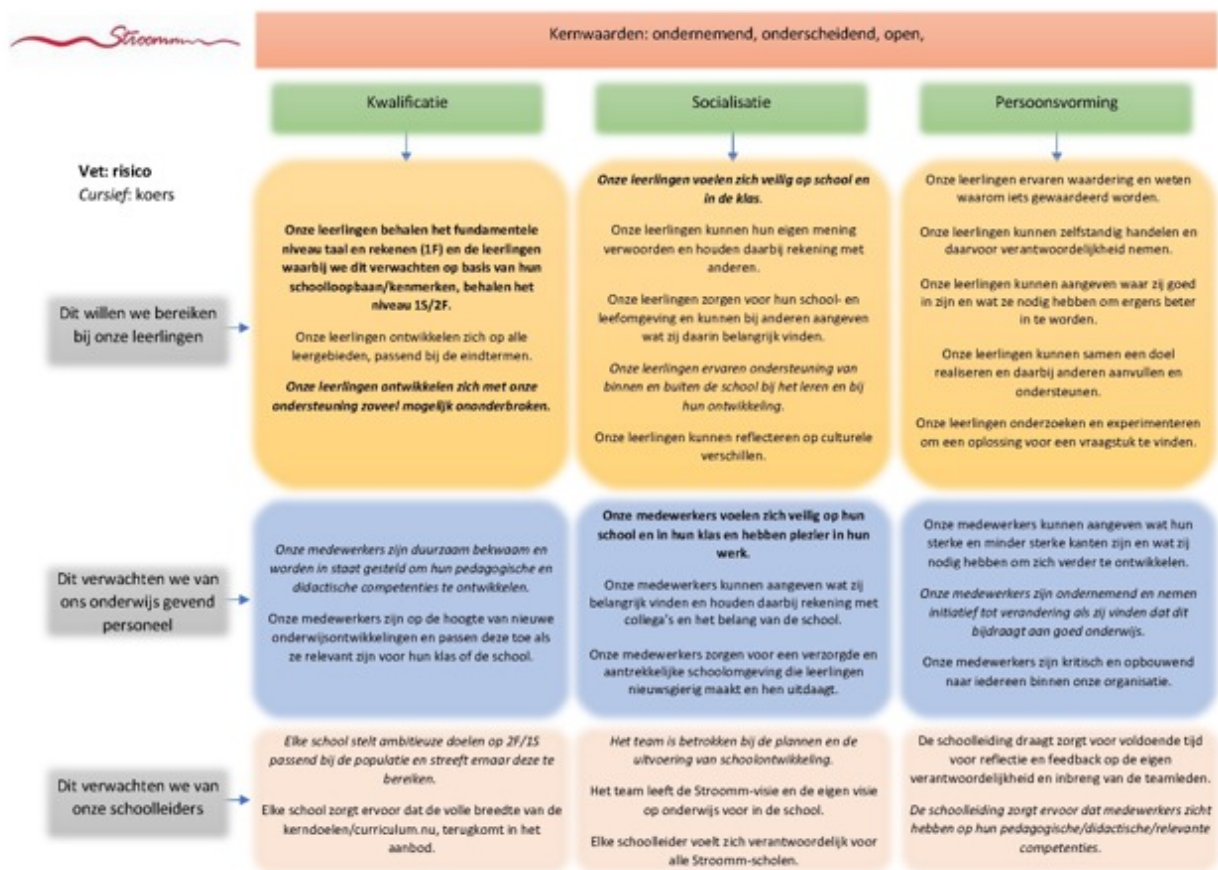 Stroomm
Kernwaarden: ondernemend, onderscheidend, open,
Kwalificatie
Socialisatie
Persoonsvorming
Vet: risico
Cursief: koers
Dit willen we bereiken
bij onze leerlingen
Onze leerlingen behalen het fundamentele
niveau taal en rekenen (1F) en de leerlingen
waarbij we dit verwachten op basis van hun
schoolloopbaan/kenmerken, behalen het
niveau 1S/2F.
Onze leerlingen ontwikkelen zich op alle
leergebieden, passend bij de eindtermen.
Onze leerlingen ontwikkelen zich met onze
ondersteuning zoveel mogelijk ononderbroken.
Onze leerlingen voelen zich veilig op school en
in de klas.
Onze leerlingen kunnen hun eigen mening
verwoorden en houden daarbij rekening met
anderen.
Onze leerlingen zorgen voor hun school- en
leefomgeving en kunnen bij anderen aangeven
wat zij daarin belangrijk vinden.
Onze leerlingen ervaren ondersteuning van
binnen en buiten de school bij het leren en bij
hun ontwikkeling.
Onze leerlingen kunnen reflecteren op culturele
verschillen.
Onze leerlingen ervaren waardering en weten
waarom iets gewaardeerd worden.
Onze leerlingen kunnen zelfstandig handelen en
daarvoor verantwoordelijkheid nemen.
Onze leerlingen kunnen aangeven waar zij goed
in zijn en wat ze nodig hebben om ergens beter
in te worden.
Onze leerlingen kunnen samen een doel
realiseren en daarbij anderen aanvullen en
ondersteunen.
Onze leerlingen onderzoeken en experimenteren
om een oplossing voor een vraagstuk te vinden.
Dit verwachten we van
ons onderwijs gevend
personeel
Onze medewerkers zijn duurzaam bekwaam en
worden in staat gesteld om hun pedagogische en
didactische competenties te ontwikkelen.
Onze medewerkers zijn op de hoogte van nieuwe
onderwijsontwikkelingen en passen deze toe als
ze relevant zijn voor hun klas of de school.
Onze medewerkers voelen zich veilig op hun
school en in hun klas en hebben plezier in hun
werk.
Onze medewerkers kunnen aangeven wat zij
belangrijk vinden en houden daarbij rekening met
collega's en het belang van de school.
Onze medewerkers zorgen voor een verzorgde en
aantrekkelijke schoolomgeving die leerlingen
nieuwsgierig maakt en hen uitdaagt.
Onze medewerkers kunnen aangeven wat hun
sterke en minder sterke kanten zijn en wat zij
nodig hebben om zich verder te ontwikkelen.
Onze medewerkers zijn ondernemend en nemen
initiatief tot verandering als zij vinden dat dit
bijdraagt aan goed onderwijs.
Onze medewerkers zijn kritisch en opbouwend
naar iedereen binnen onze organisatie.
Dit verwachten we van
onze schoolleiders
Elke school stelt ambitieuze doelen op 2F/1S
passend bij de populatie en streeft ernaar deze te
bereiken.
Elke school zorgt ervoor dat de volle breedte van de
kerndoelen/curriculum.nu, terugkomt in het
aanbod.
Het team is betrokken bij de plannen en de
uitvoering van schoolontwikkeling.
Het team leeft de Stroomm-visie en de eigen visie
op onderwijs voor in de school.
Elke schoolleider voelt zich verantwoordelijk voor
alle Stroomm-scholen.
De schoolleiding draagt zorgt voor voldoende tijd
voor reflectie en feedback op de eigen
verantwoordelijkheid en inbreng van de teamleden.
De schoolleiding zorgt ervoor dat medewerkers zicht
hebben op hun pedagogische/didactische/relevante
competenties.